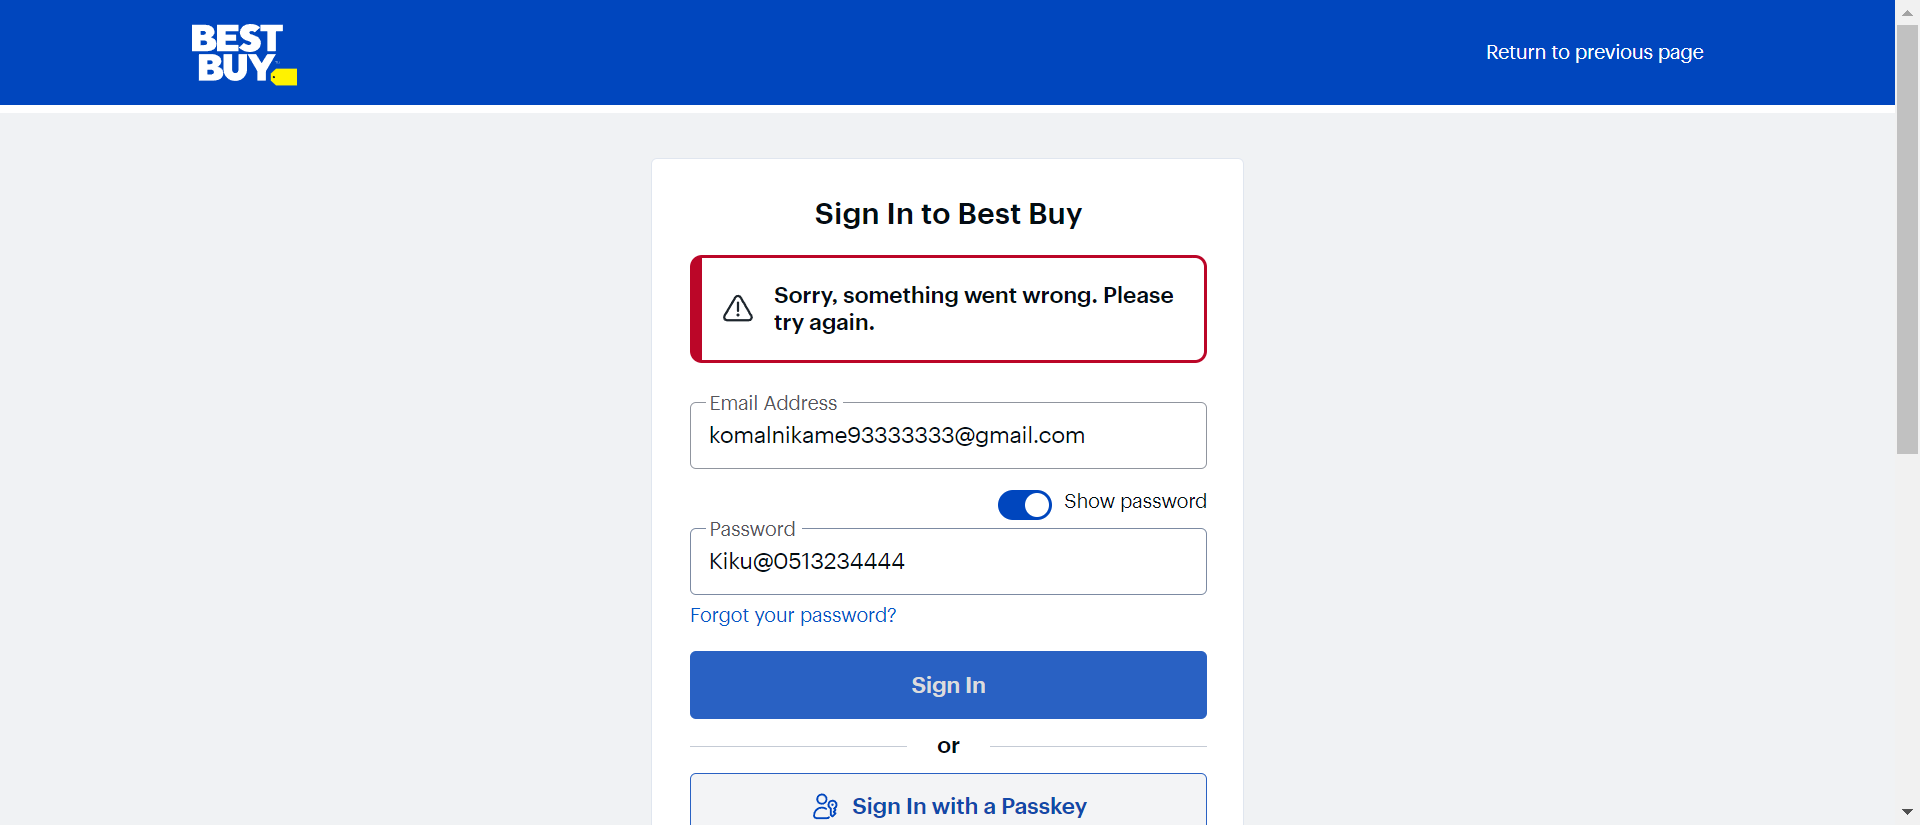 BEST
BUY
Return to previous page
Sign In to Best Buy
Sorry, something went wrong. Please
try again.
Email Address
komalnikame93333333@gmail.com
Show password
Password
Kiku@0513234444
Forgot your password?
Sign In
or
Sign In with a Passkey